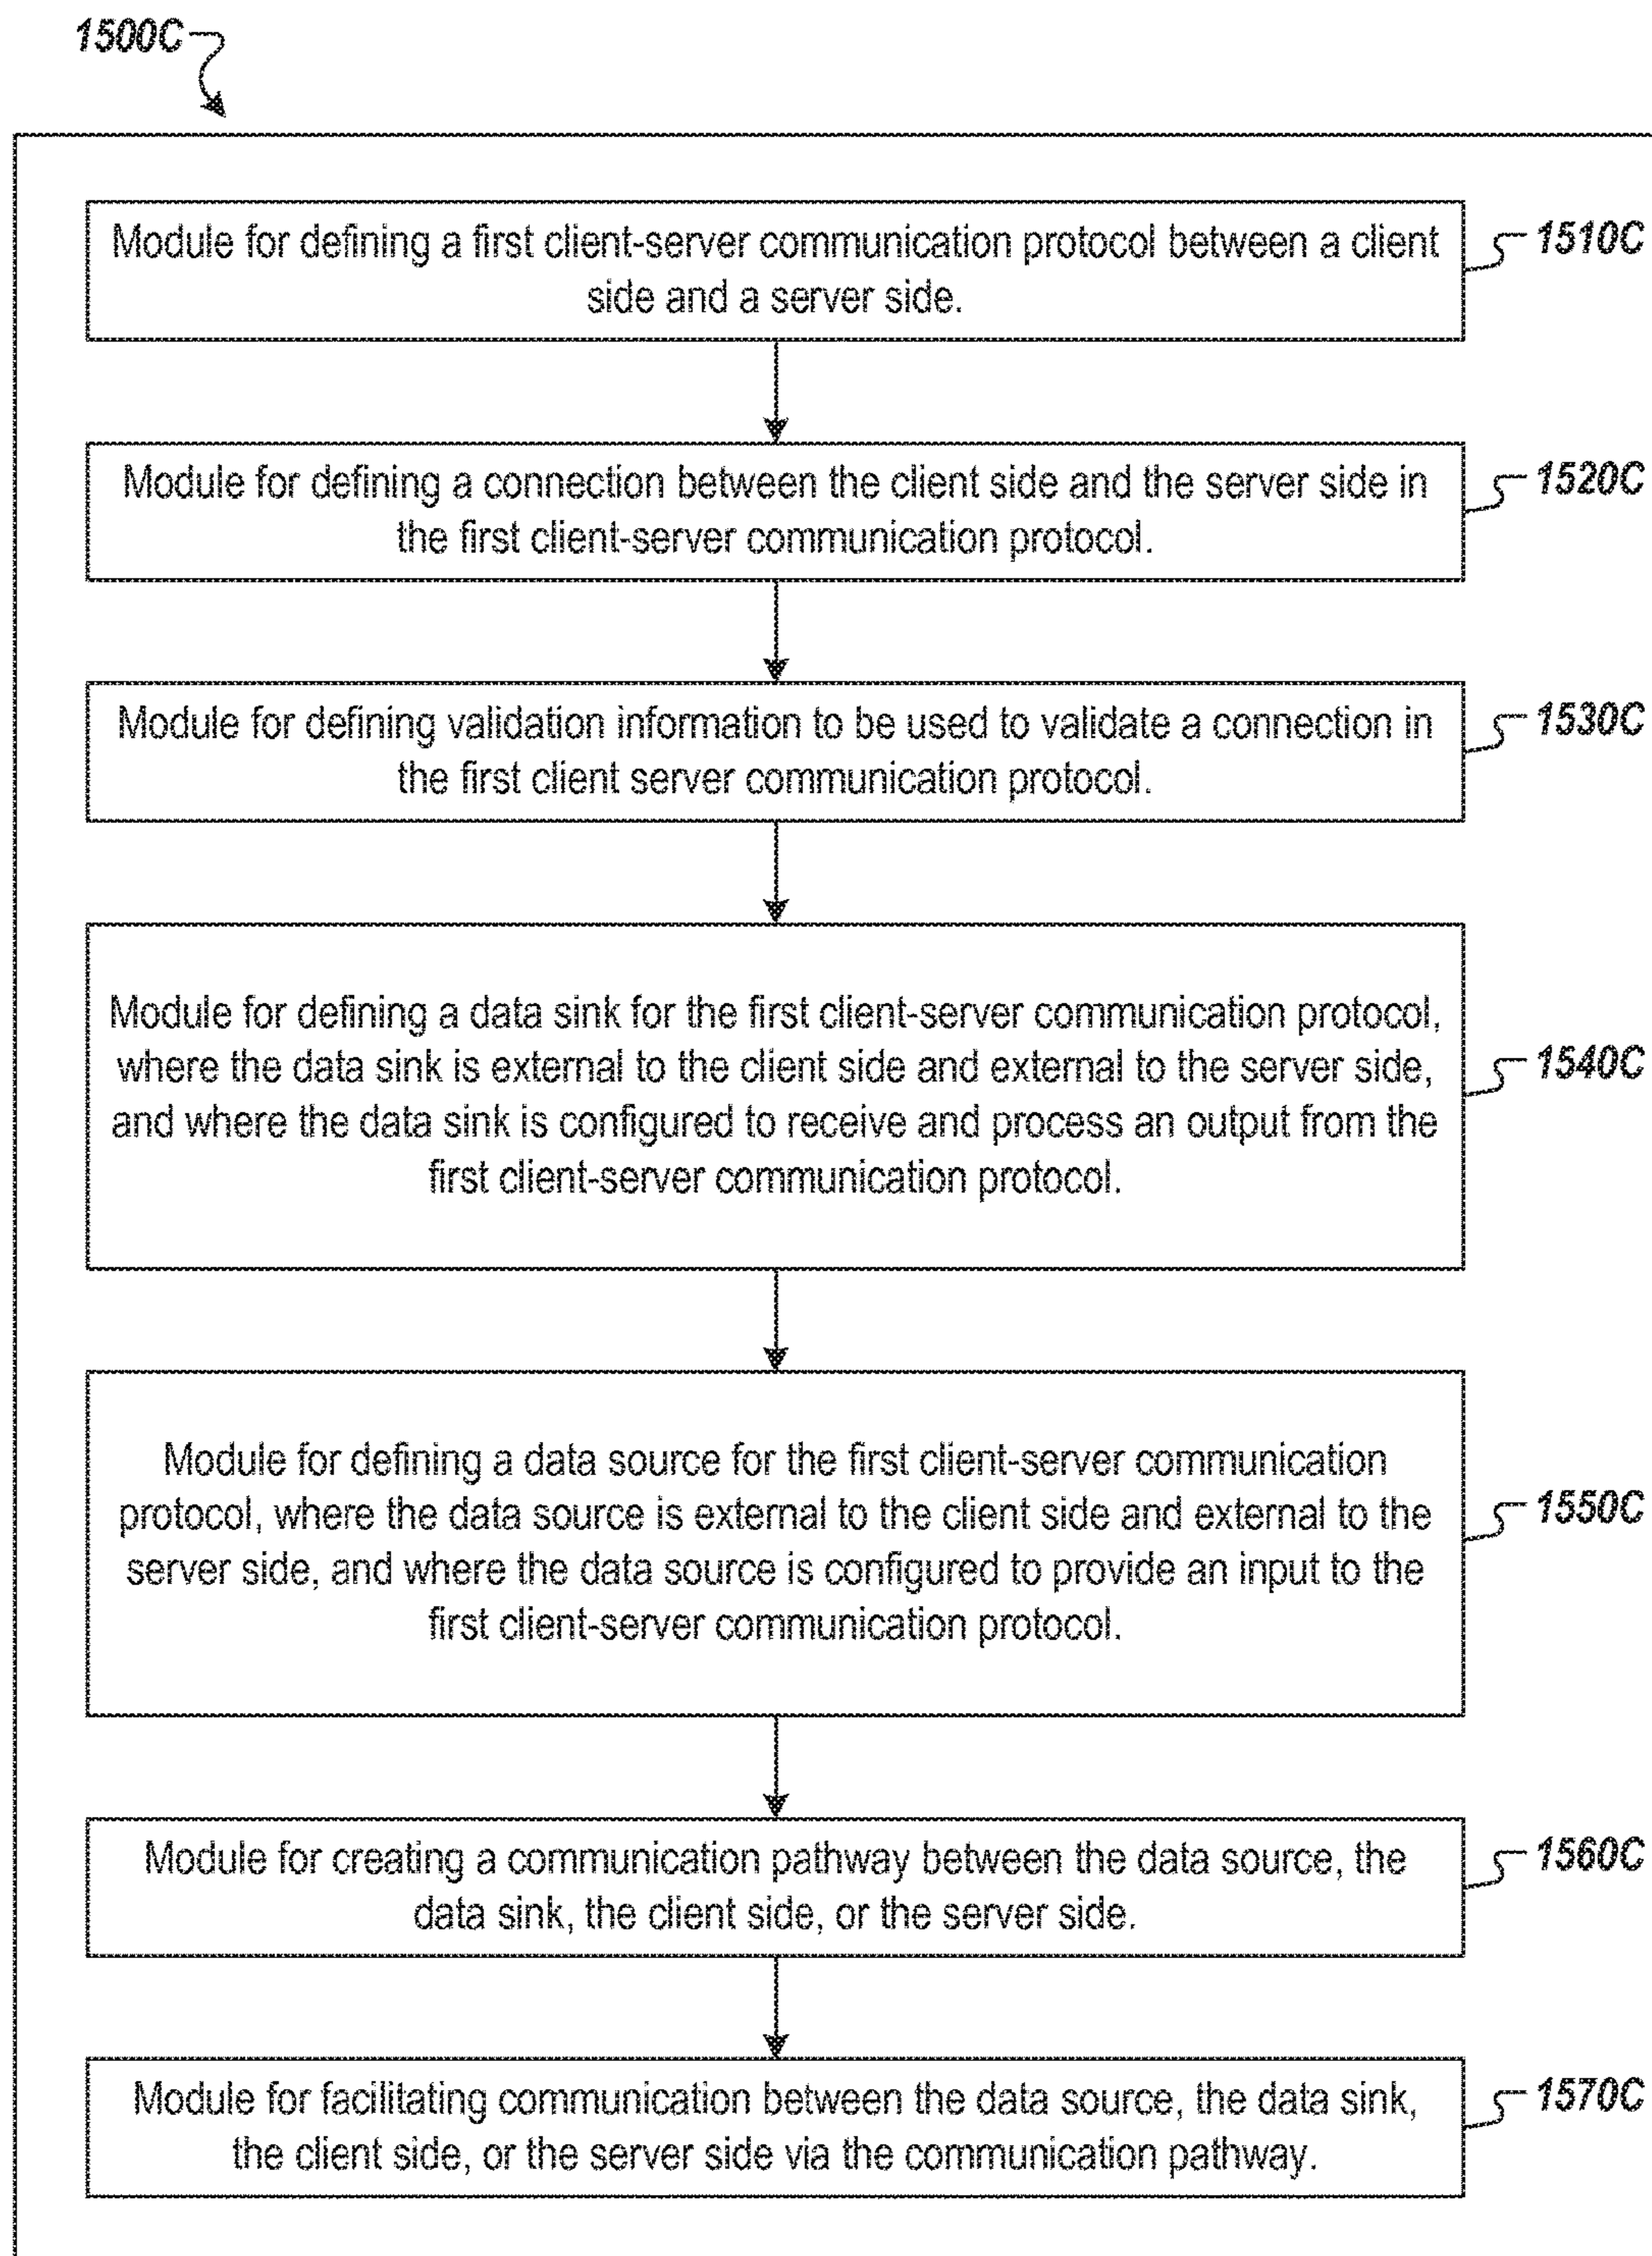 1500C
Module for defining a first client-server communication protocol between a client
side and a server side.
1510C
Module for defining a connection between the client side and the server side in
the first client-server communication protocol.
1520C
Module for defining validation information to be used to validate a connection in
the first client server communication protocol.
1530C
Module for defining a data sink for the first client-server communication protocol,
where the data sink is external to the client side and external to the server side,
and where the data sink is configured to receive and process an output from the
first client-server communication protocol.
1540C
Module for defining a data source for the first client-server communication
protocol, where the data source is external to the client side and external to the
server side, and where the data source is configured to provide an input to the
first client-server communication protocol.
1550C
Module for creating a communication pathway between the data source, the
data sink, the client side, or the server side.
1560C
Module for facilitating communication between the data source, the data sink,
the client side, or the server side via the communication pathway.
1570C